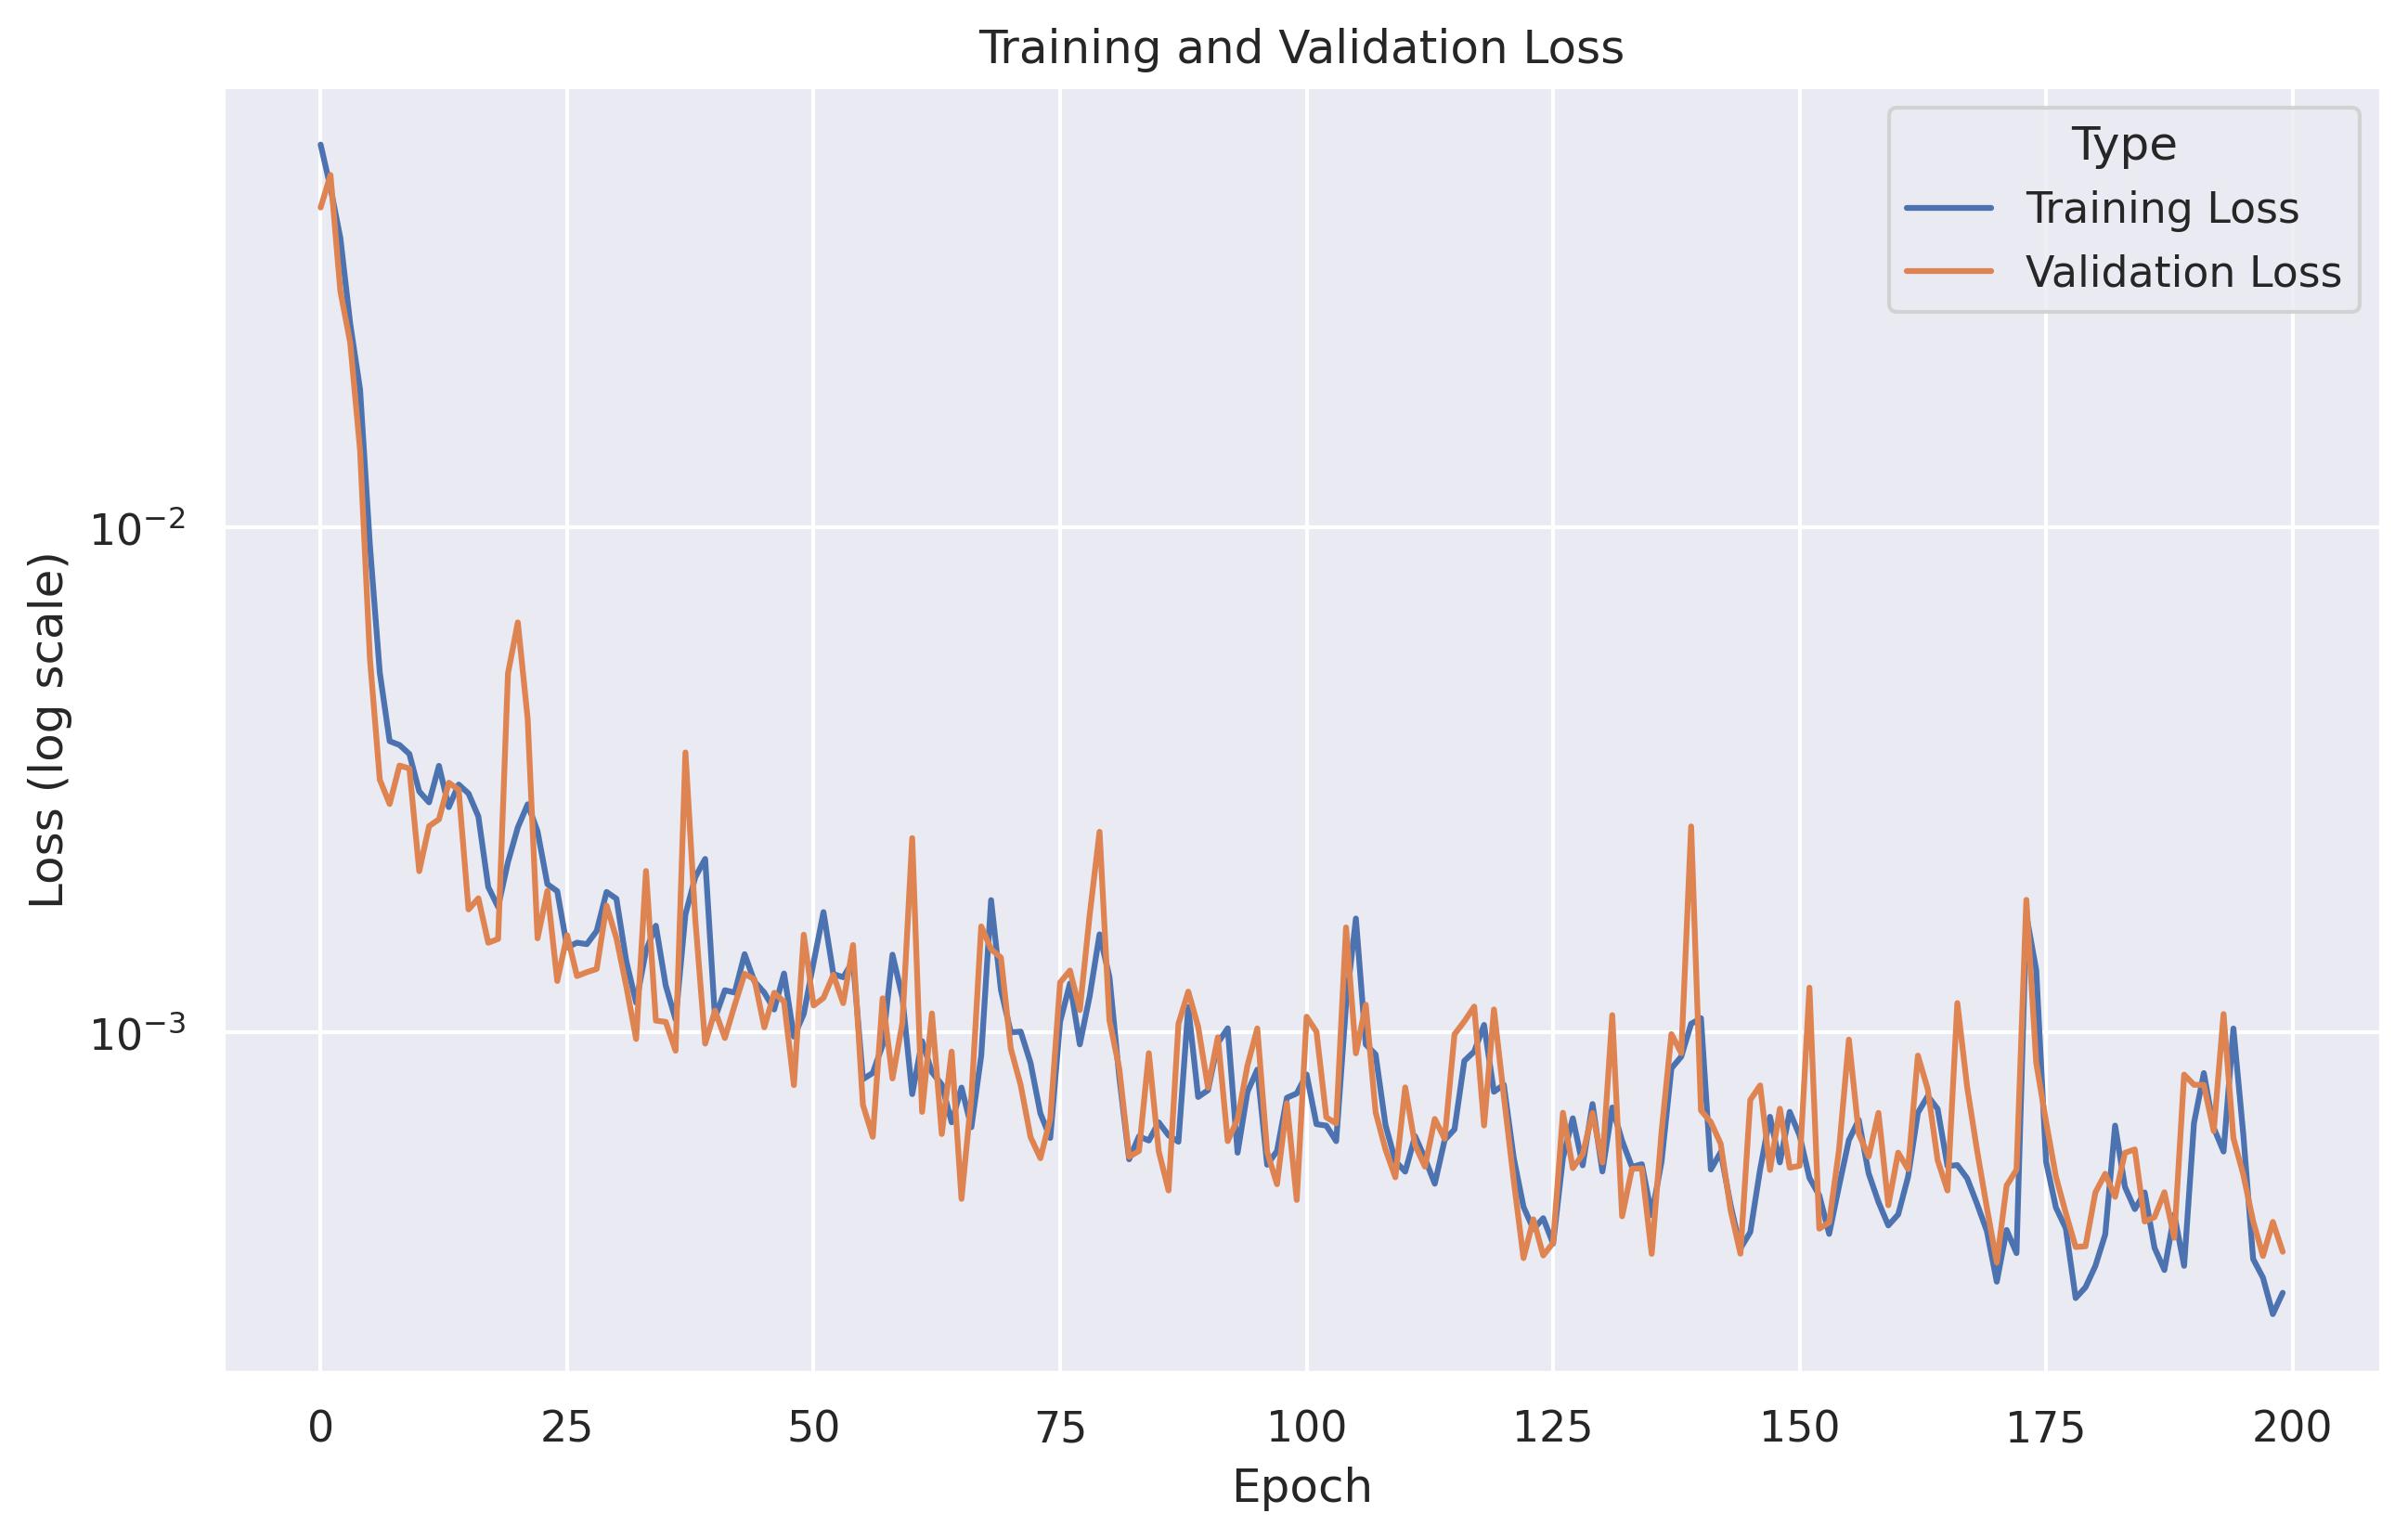 Training and Validation Loss
Type
Training Loss
Validation Loss
Loss (log scale)
10⁻²
10⁻³
0 25 50 75 100 125 150 175 200
Epoch